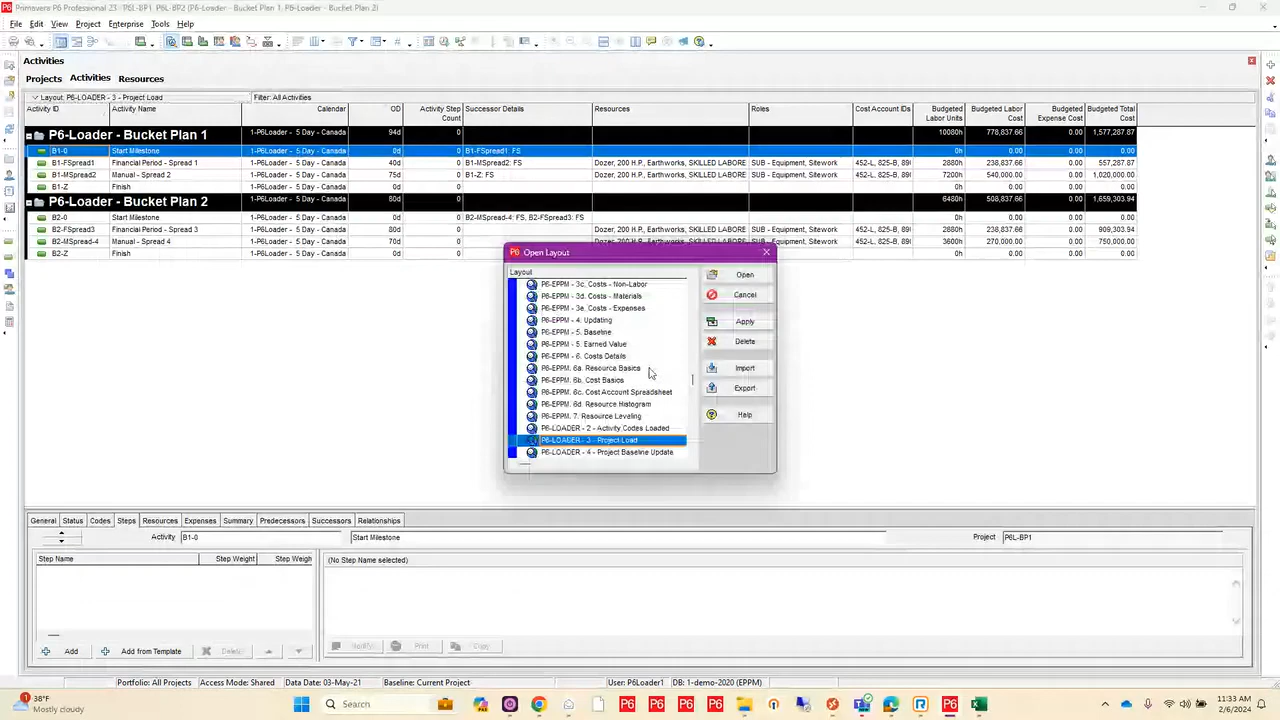 Primavera P6 Professional 23 : P6L-BP1, P6L-BP2 (P6-Loader - Bucket Plan 1, P6-Loader - Bucket Plan 2)
File Edit View Project Enterprise Tools Help
Activities
Projects Activities Resources
Layout: P6-LOADER - 3 - Project Load Filter: All Activities
Activity ID Activity Name Calendar OD Activity Step Count Successor Details Resources Roles Cost Account IDs Budgeted Labor Units Budgeted Labor Cost Budgeted Expense Cost Budgeted Total Cost
P6-Loader - Bucket Plan 1 94d 0 10080h 778,837.66 0.00 1,577,287.87
B1-0 Start Milestone 1-P6Loader - 5 Day - Canada 0d 0 B1-FSpread1: FS 0h 0.00 0.00 0.00
B1-FSpread1 Financial Period - Spread 1 1-P6Loader - 5 Day - Canada 40d 0 B1-MSpread2: FS Dozer, 200 H.P., Earthworks, SKILLED LABORE SUB - Equipment, Sitework 452-L, 825-B, 89( 2880h 238,837.66 0.00 557,287.87
B1-MSpread2 Manual - Spread 2 1-P6Loader - 5 Day - Canada 75d 0 B1-Z: FS Dozer, 200 H.P., Earthworks, SKILLED LABORE SUB - Equipment, Sitework 452-L, 825-B, 89( 7200h 540,000.00 0.00 1,020,000.00
B1-Z Finish 1-P6Loader - 5 Day - Canada 0d 0 0h 0.00 0.00 0.00
P6-Loader - Bucket Plan 2 80d 0 6480h 508,837.66 0.00 1,659,303.94
B2-0 Start Milestone 1-P6Loader - 5 Day - Canada 0d 0 B2-MSpread-4: FS, B2-FSpread3: FS 0h 0.00 0.00 0.00
B2-FSpread3 Financial Period - Spread 3 1-P6Loader - 5 Day - Canada 80d 0 Dozer, 200 H.P., Earthworks, SKILLED LABORE SUB - Equipment, Sitework 452-L, 825-B, 89( 2880h 238,837.66 0.00 909,303.94
B2-MSpread-4 Manual - Spread 4 1-P6Loader - 5 Day - Canada 70d 0 Dozer, 200 H.P., Earthworks, SKILLED LABORE SUB - Equipment, Sitework 452-L, 825-B, 89( 3600h 270,000.00 0.00 750,000.00
B2-Z Finish 1-P6Loader - 5 Day - Canada 0d 0 0h 0.00 0.00 0.00
Open Layout
Layout
P6-EPPM - 3c. Costs - Non-Labor
P6-EPPM - 3d. Costs - Materials
P6-EPPM - 3e. Costs - Expenses
P6-EPPM - 4. Updating
P6-EPPM - 5. Baseline
P6-EPPM - 5. Earned Value
P6-EPPM - 6. Costs Details
P6-EPPM. 6a. Resource Basics
P6-EPPM. 6b. Cost Basics
P6-EPPM. 6c. Cost Account Spreadsheet
P6-EPPM. 6d. Resource Histogram
P6-EPPM. 7. Resource Leveling
P6-LOADER - 2 - Activity Codes Loaded
P6-LOADER - 3 - Project Load
P6-LOADER - 4 - Project Baseline Update
Open
Cancel
Apply
Delete
Import
Export
Help
General Status Codes Steps Resources Expenses Summary Predecessors Successors Relationships
Activity B1-0 Start Milestone Project P6L-BP1
Step Name Step Weight Step Weigh (No Step Name selected)
Add Add from Template Delete Modify Print Copy
Portfolio: All Projects Access Mode: Shared Data Date: 03-May-21 Baseline: Current Project User: P6Loader1 DB: 1-demo-2020 (EPPM)
38°F
Mostly cloudy
Search
11:33 AM
2/6/2024